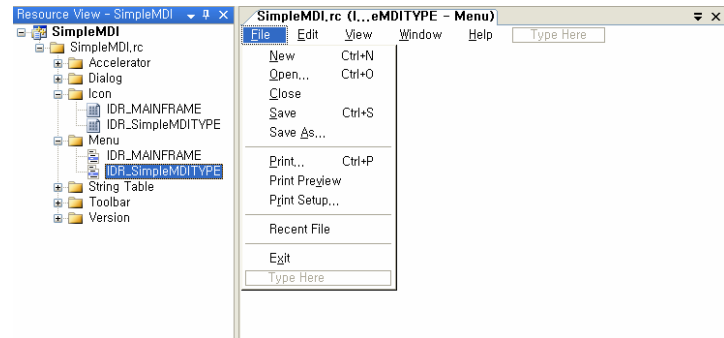 Resource View - SimpleMDI
SimpleMDI
SimpleMDI.rc
Accelerator
Dialog
Icon
IDR_MAINFRAME
IDR_SimpleMDITYPE
Menu
IDR_MAINFRAME
IDR_SimpleMDITYPE
String Table
Toolbar
Version
SimpleMDI.rc (I...eMDITYPE - Menu)
File Edit View Window Help Type Here
New Ctrl+N
Open... Ctrl+O
Close
Save Ctrl+S
Save As...
Print... Ctrl+P
Print Preview
Print Setup...
Recent File
Exit
Type Here